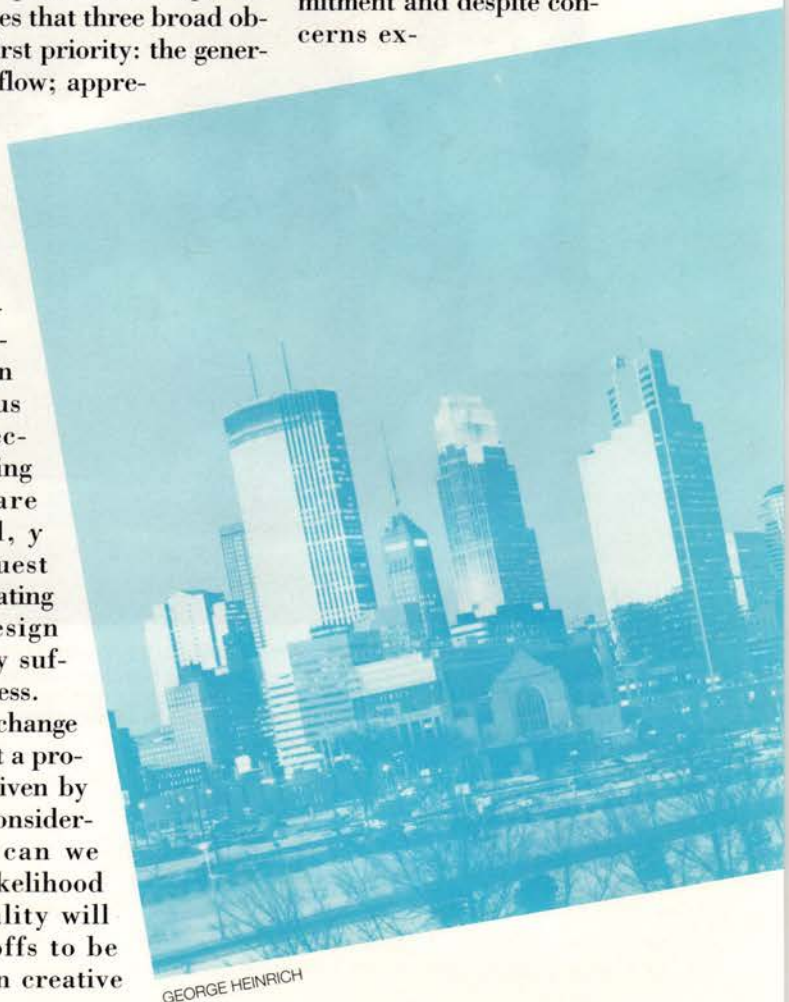 es that three broad ob-
rst priority: the gener-
flow; appre-
n
us
ec-
ing
are
l, y
uest
ating
esign
y suf-
ess.
change
t a pro-
iven by
onsider-
can we
kelihood
lity will
offs to be
n creative
mitment and despite con-
cerns ex-
GEORGE HEINRICH